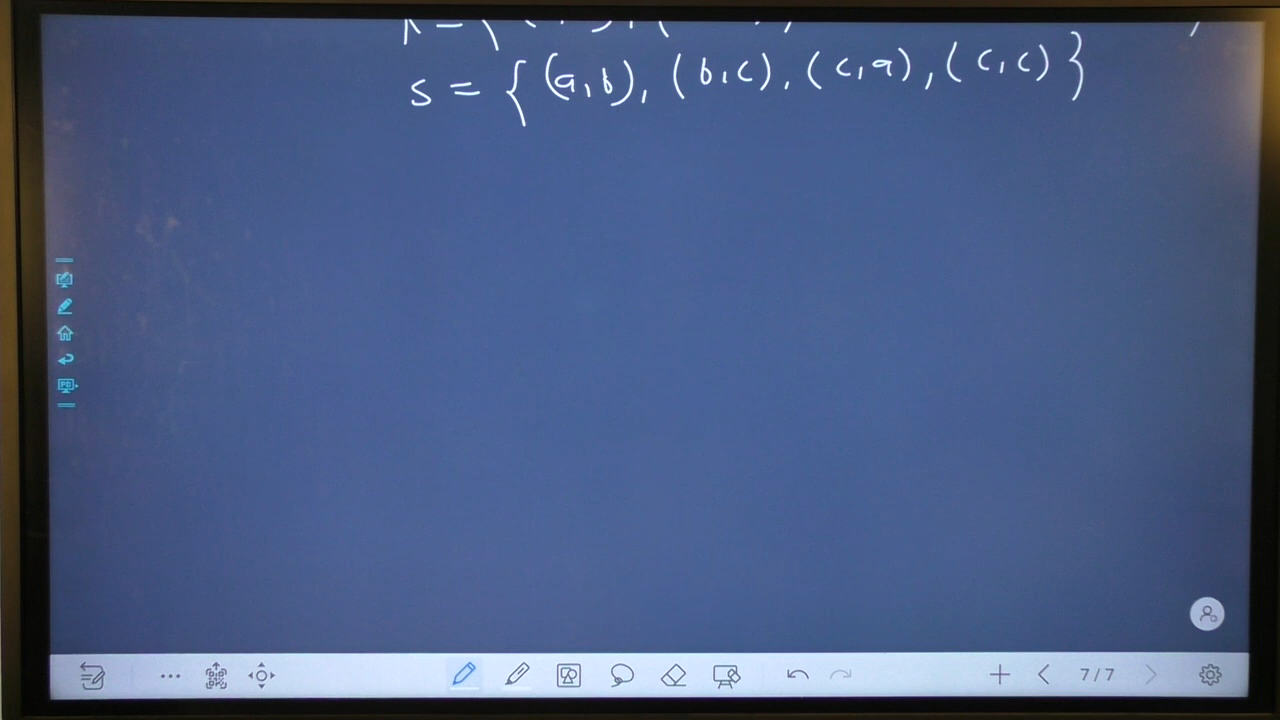 s = { (a,b), (b,c), (c,a), (c,c) }
7/7